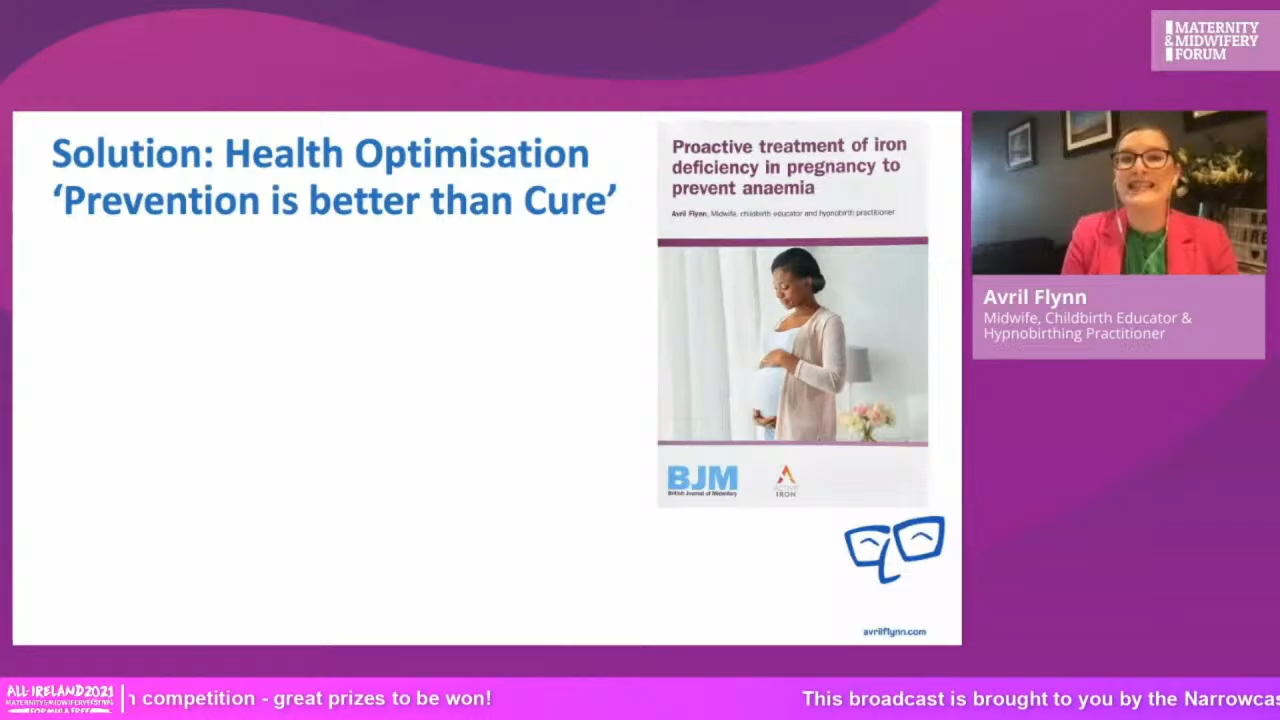 MATERNITY
&MIDWIFERY
FORUM
Solution: Health Optimisation
‘Prevention is better than Cure’
Proactive treatment of iron
deficiency in pregnancy to
prevent anaemia
Avril Flynn, Midwife, childbirth educator and hypnobirth practitioner
BJM
British Journal of Midwifery
ACTIVE
IRON
avrilflynn.com
Avril Flynn
Midwife, Childbirth Educator &
Hypnobirthing Practitioner
ALL-IRELAND2021
n competition - great prizes to be won!
This broadcast is brought to you by the Narrowcas